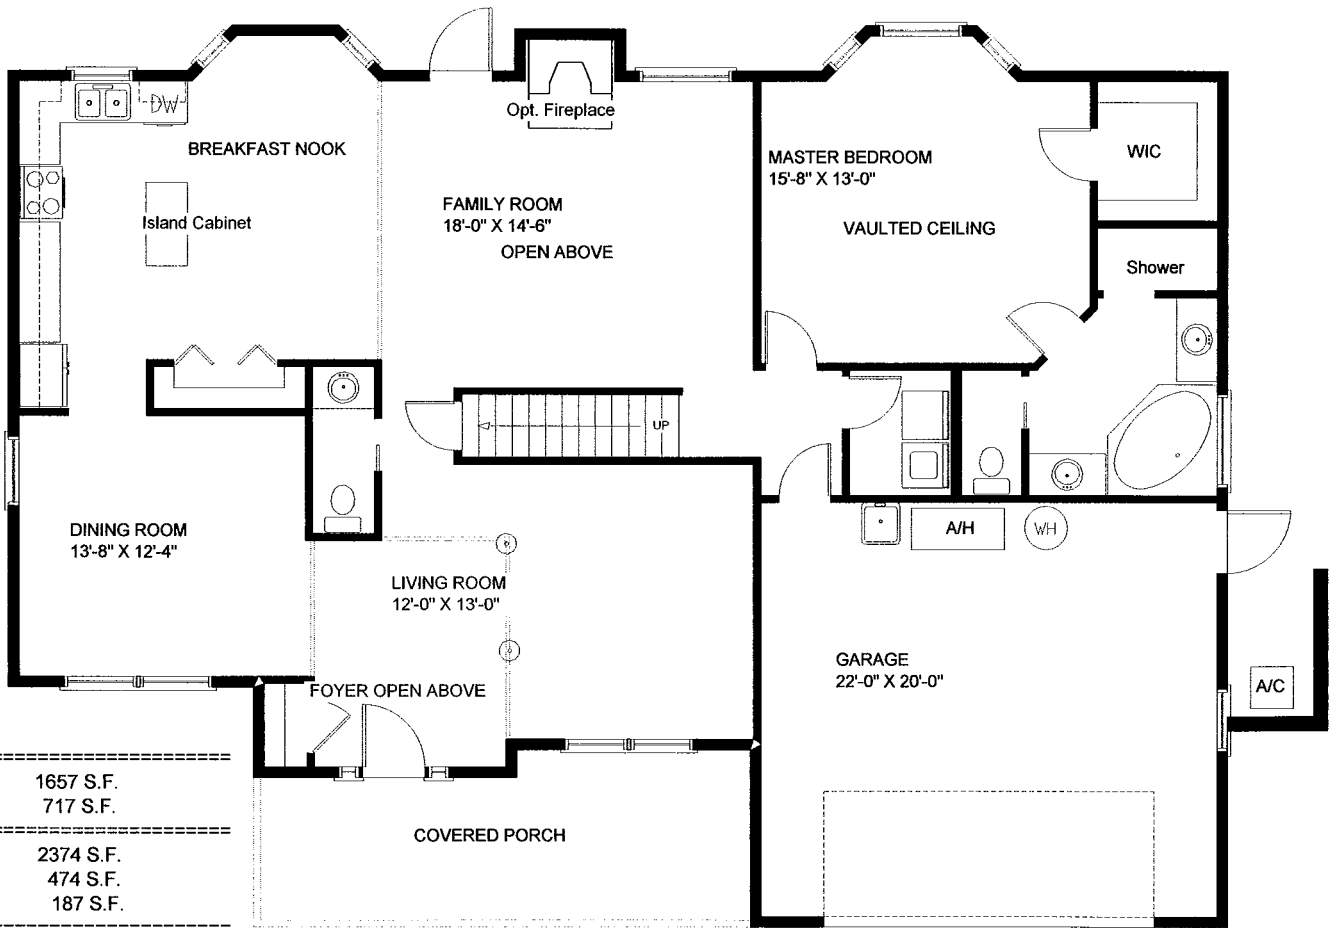 DW
Opt. Fireplace
BREAKFAST NOOK
MASTER BEDROOM
15'-8" X 13'-0"
WIC
Island Cabinet
FAMILY ROOM
18'-0" X 14'-6"
OPEN ABOVE
VAULTED CEILING
Shower
UP
DINING ROOM
13'-8" X 12'-4"
A/H
WH
LIVING ROOM
12'-0" X 13'-0"
GARAGE
22'-0" X 20'-0"
A/C
FOYER OPEN ABOVE
1657 S.F.
717 S.F.
COVERED PORCH
2374 S.F.
474 S.F.
187 S.F.